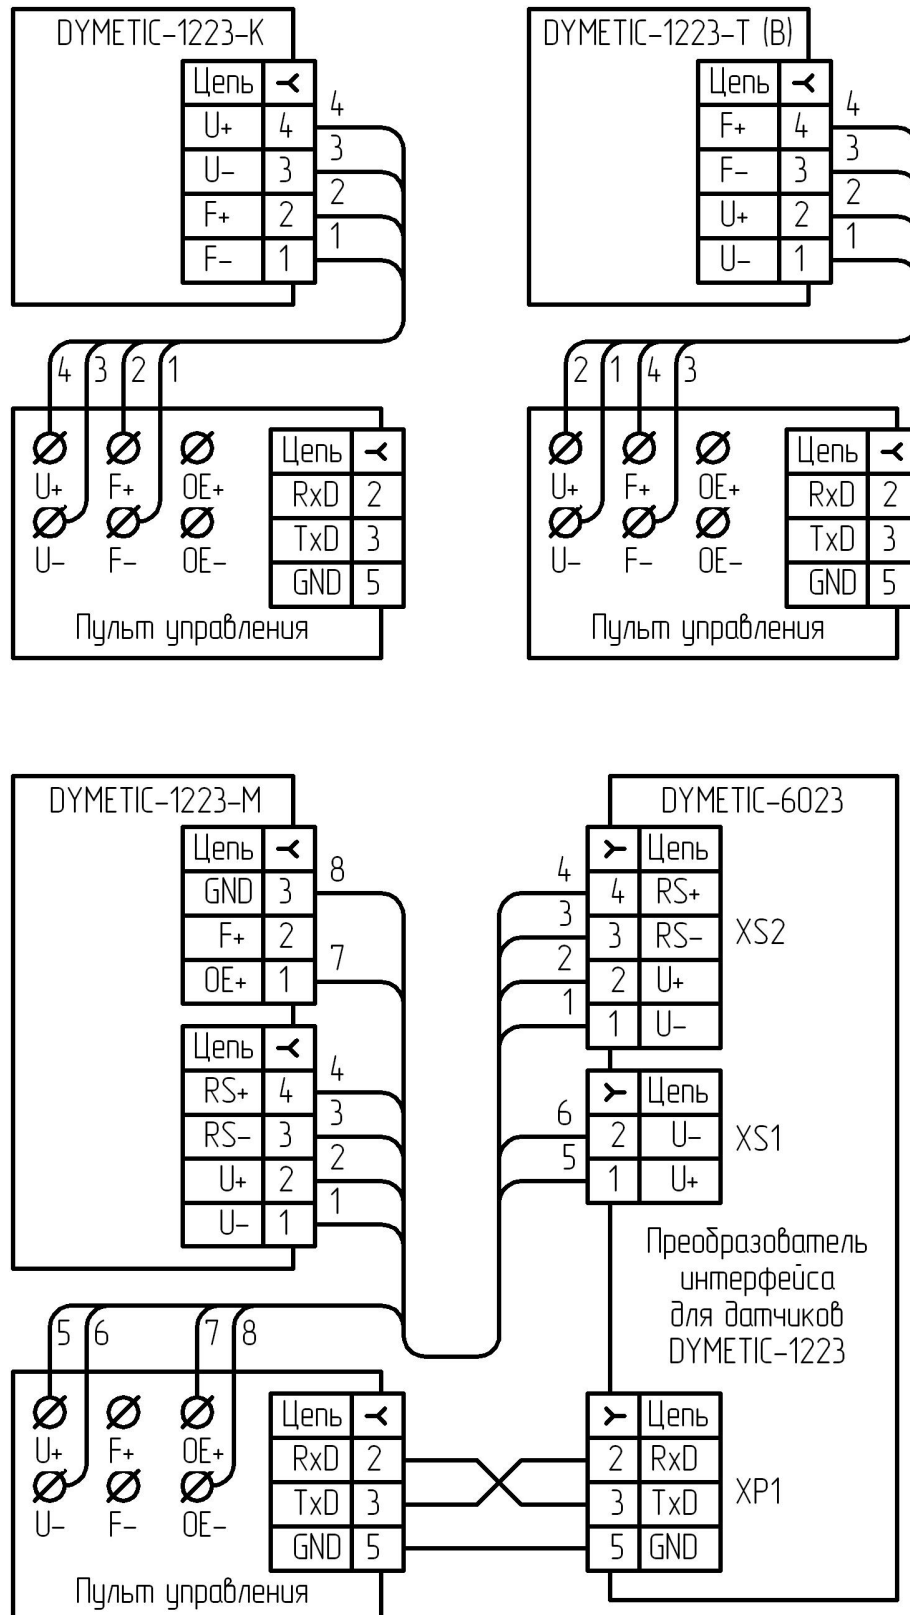 DYMETIC-1223-K
Цепь
U+ 4 4
U- 3 3
F+ 2 2
F- 1 1
4 3 2 1
U+ F+ OE+
U- F- OE-
Цепь
RxD 2
TxD 3
GND 5
Пульт управления
DYMETIC-1223-T (B)
Цепь
F+ 4 4
F- 3 3
U+ 2 2
U- 1 1
2 1 4 3
U+ F+ OE+
U- F- OE-
Цепь
RxD 2
TxD 3
GND 5
Пульт управления
DYMETIC-1223-M
Цепь
GND 3 8
F+ 2
OE+ 1 7
Цепь
RS+ 4 4
RS- 3 3
U+ 2 2
U- 1 1
DYMETIC-6023
Цепь
4 4 RS+
3 3 RS-
2 2 U+
1 1 U-
XS2
Цепь
6 2 U-
5 1 U+
XS1
Преобразователь
интерфейса
для датчиков
DYMETIC-1223
5 6 7 8
U+ F+ OE+
U- F- OE-
Цепь
RxD 2
TxD 3
GND 5
Пульт управления
Цепь
2 RxD
3 TxD
5 GND
XP1